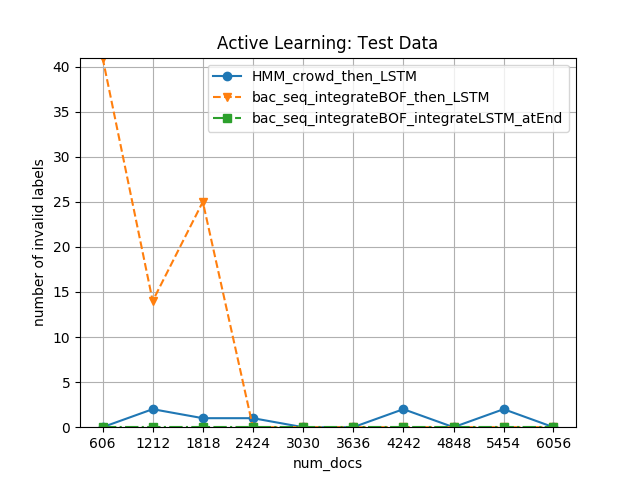 Active Learning: Test Data
HMM_crowd_then_LSTM
bac_seq_integrateBOF_then_LSTM
bac_seq_integrateBOF_integrateLSTM_atEnd
number of invalid labels
40
35
30
25
20
15
10
5
0
606 1212 1818 2424 3030 3636 4242 4848 5454 6056
num_docs